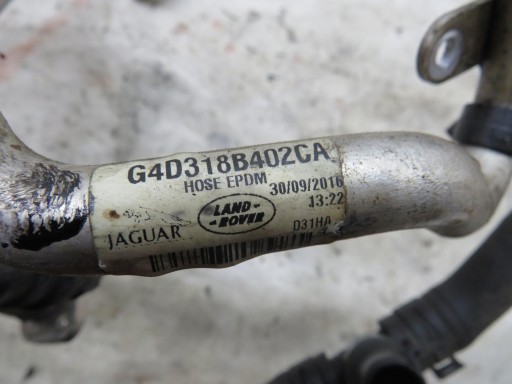 G4D318B402CA
HOSE EPDM 30/09/2016
13:22
LAND-
-ROVER
JAGUAR
D31HA